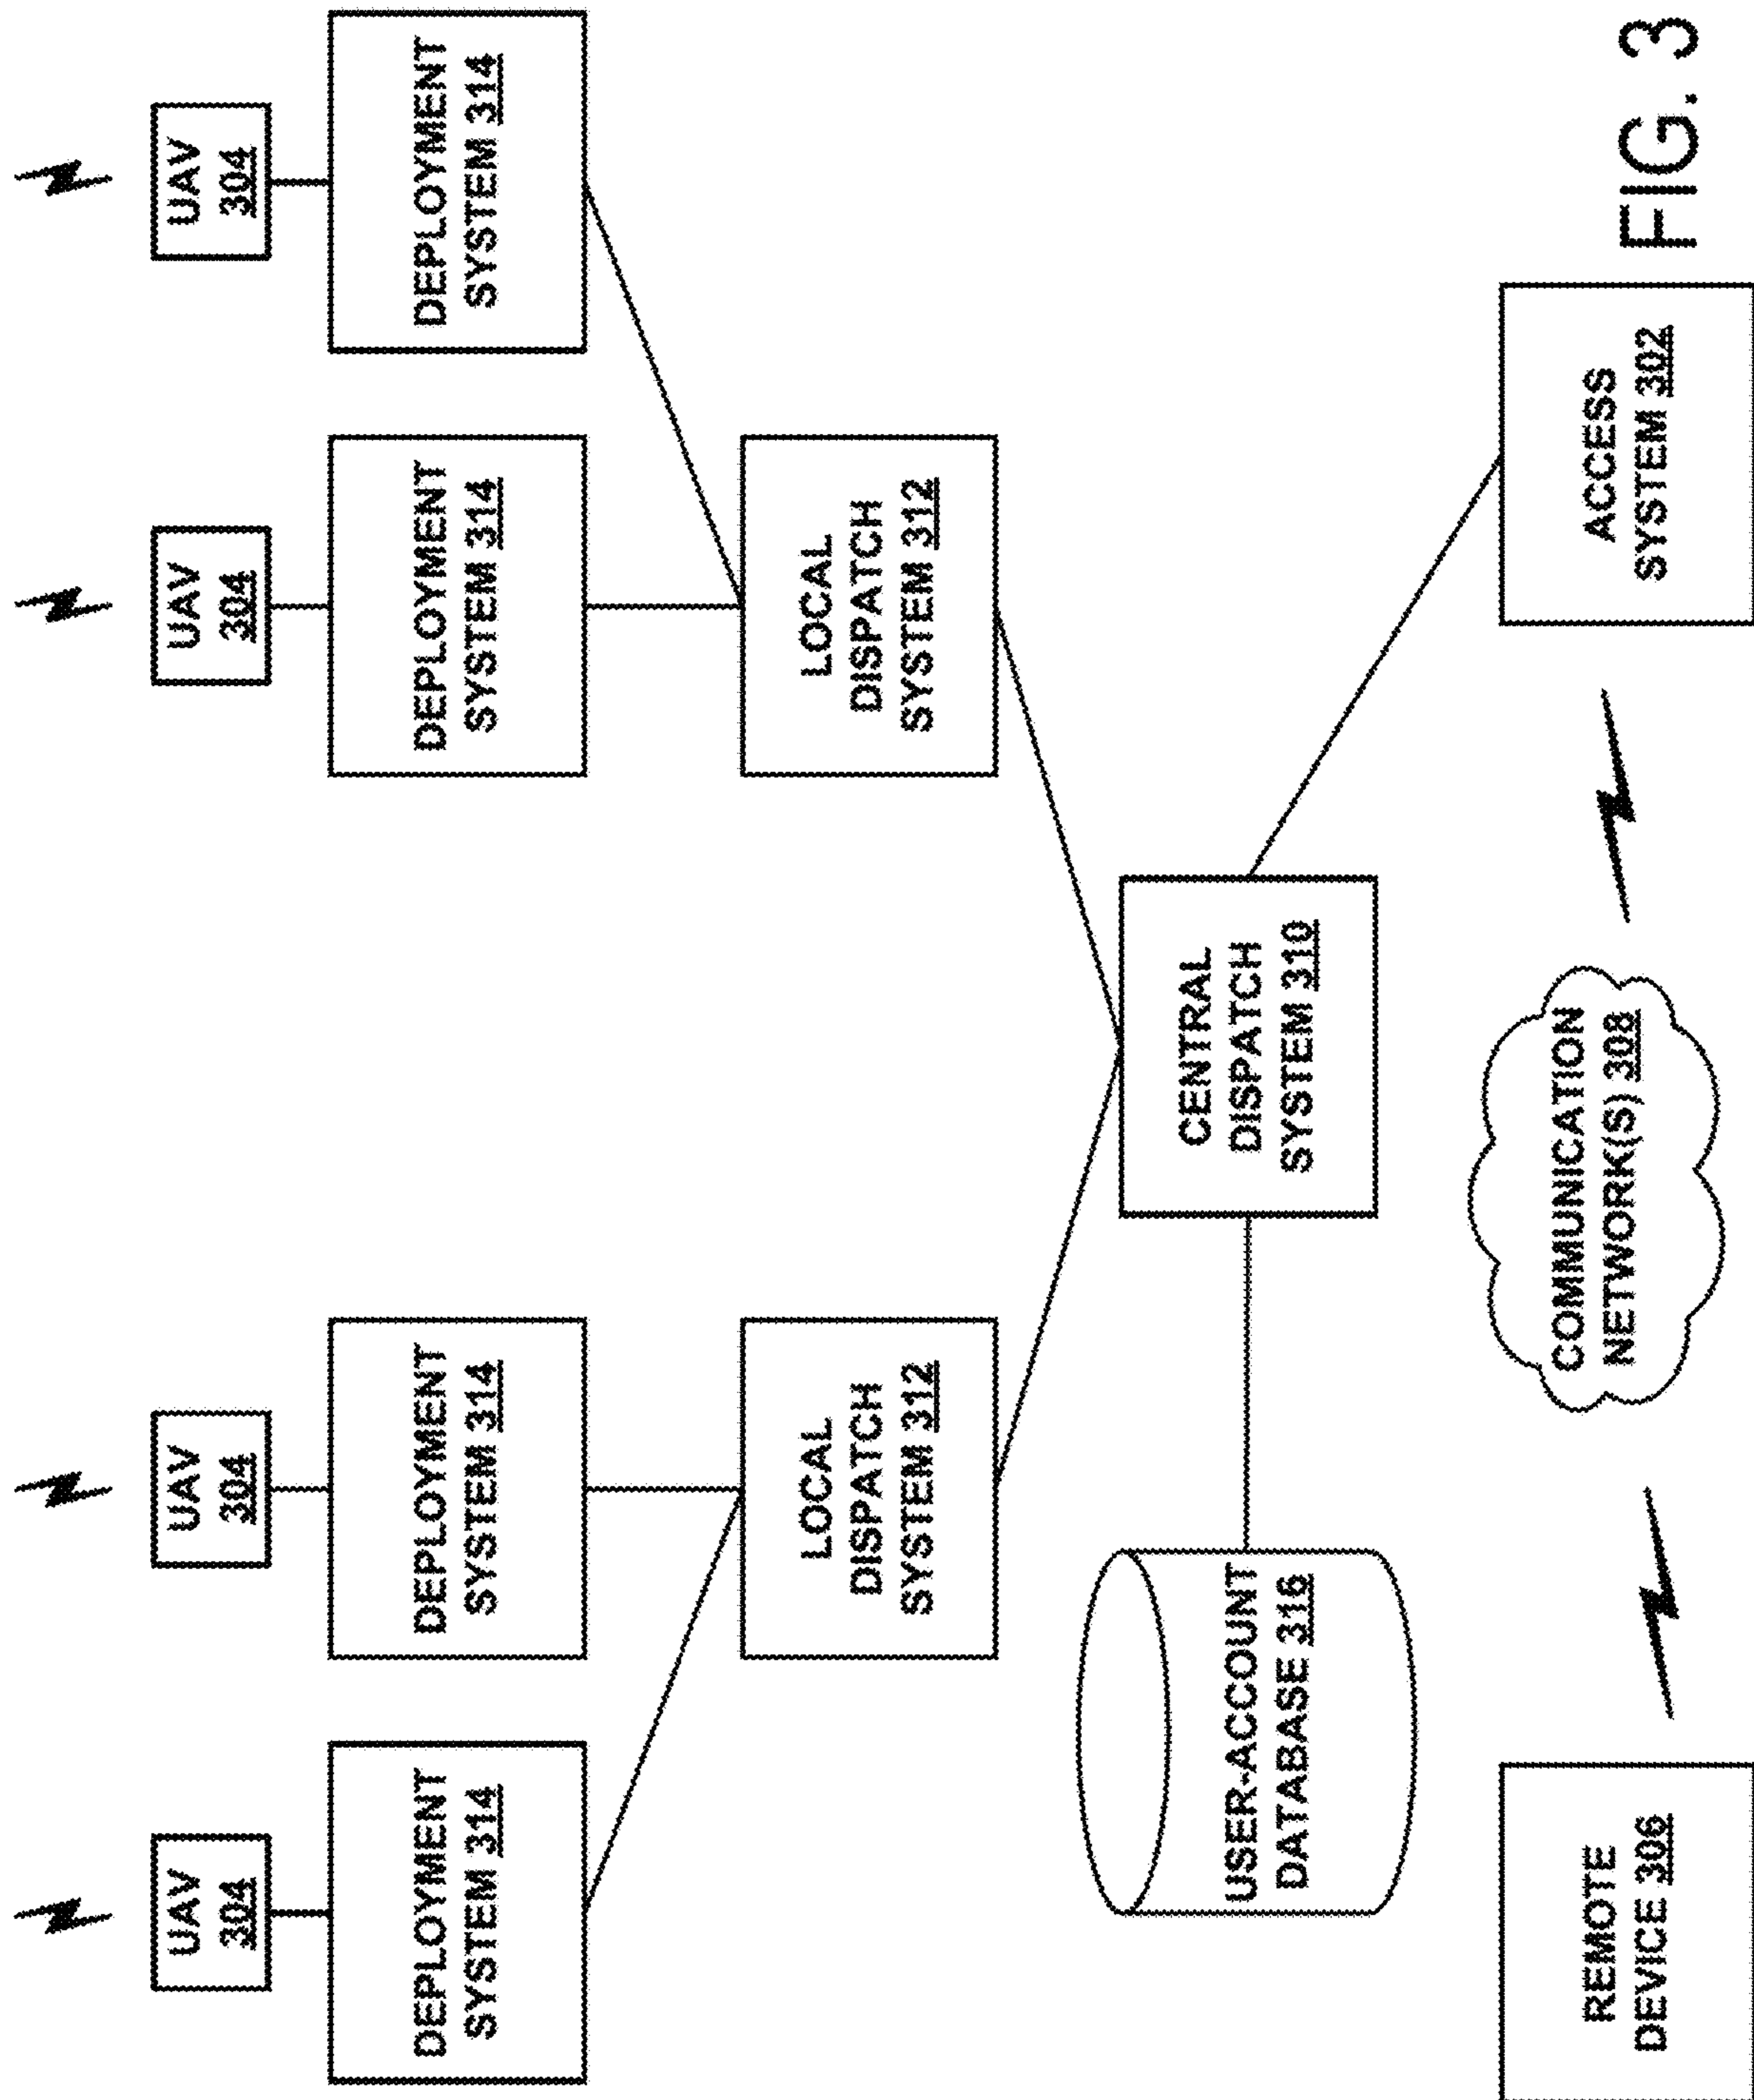 UAV
304
UAV
304
UAV
304
UAV
304
DEPLOYMENT
SYSTEM 314
DEPLOYMENT
SYSTEM 314
DEPLOYMENT
SYSTEM 314
DEPLOYMENT
SYSTEM 314
LOCAL
DISPATCH
SYSTEM 312
LOCAL
DISPATCH
SYSTEM 312
USER-ACCOUNT
DATABASE 316
CENTRAL
DISPATCH
SYSTEM 310
REMOTE
DEVICE 306
COMMUNICATION
NETWORK(S) 308
ACCESS
SYSTEM 302
FIG. 3